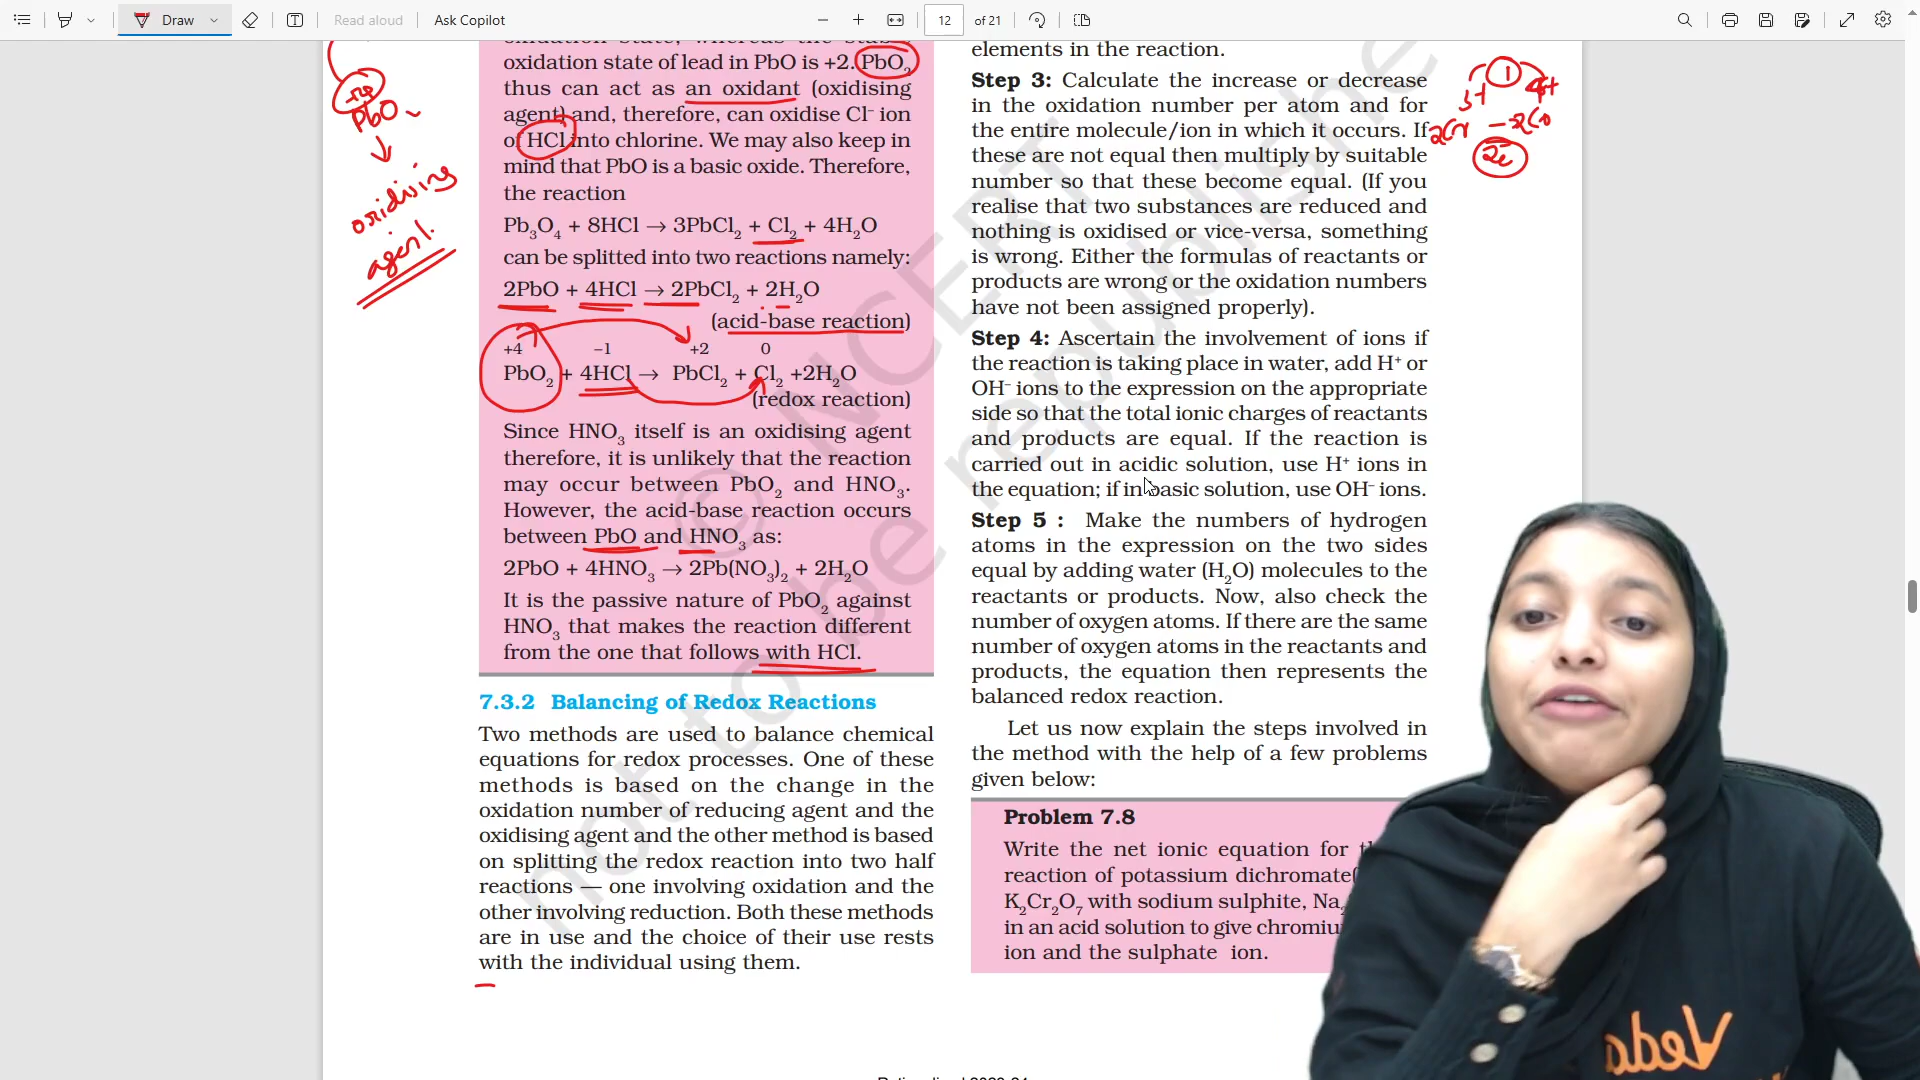 Draw
Read aloud
Ask Copilot
12
of 21
oxidation state, whereas the stable
oxidation state of lead in PbO is +2. PbO₂
thus can act as an oxidant (oxidising
agent) and, therefore, can oxidise Cl⁻ ion
of HCl into chlorine. We may also keep in
mind that PbO is a basic oxide. Therefore,
the reaction
Pb₃O₄ + 8HCl → 3PbCl₂ + Cl₂ + 4H₂O
can be splitted into two reactions namely:
2PbO + 4HCl → 2PbCl₂ + 2H₂O
(acid-base reaction)
+4 –1 +2 0
PbO₂ + 4HCl → PbCl₂ + Cl₂ +2H₂O
(redox reaction)
Since HNO₃ itself is an oxidising agent
therefore, it is unlikely that the reaction
may occur between PbO₂ and HNO₃.
However, the acid-base reaction occurs
between PbO and HNO₃ as:
2PbO + 4HNO₃ → 2Pb(NO₃)₂ + 2H₂O
It is the passive nature of PbO₂ against
HNO₃ that makes the reaction different
from the one that follows with HCl.
7.3.2 Balancing of Redox Reactions
Two methods are used to balance chemical
equations for redox processes. One of these
methods is based on the change in the
oxidation number of reducing agent and the
oxidising agent and the other method is based
on splitting the redox reaction into two half
reactions — one involving oxidation and the
other involving reduction. Both these methods
are in use and the choice of their use rests
with the individual using them.
elements in the reaction.
Step 3: Calculate the increase or decrease
in the oxidation number per atom and for
the entire molecule/ion in which it occurs. If
these are not equal then multiply by suitable
number so that these become equal. (If you
realise that two substances are reduced and
nothing is oxidised or vice-versa, something
is wrong. Either the formulas of reactants or
products are wrong or the oxidation numbers
have not been assigned properly).
Step 4: Ascertain the involvement of ions if
the reaction is taking place in water, add H⁺ or
OH⁻ ions to the expression on the appropriate
side so that the total ionic charges of reactants
and products are equal. If the reaction is
carried out in acidic solution, use H⁺ ions in
the equation; if in basic solution, use OH⁻ ions.
Step 5 : Make the numbers of hydrogen
atoms in the expression on the two sides
equal by adding water (H₂O) molecules to the
reactants or products. Now, also check the
number of oxygen atoms. If there are the same
number of oxygen atoms in the reactants and
products, the equation then represents the
balanced redox reaction.
Let us now explain the steps involved in
the method with the help of a few problems
given below:
Problem 7.8
Write the net ionic equation for
reaction of potassium dichromate(
K₂Cr₂O₇ with sodium sulphite,
in an acid solution to give
ion and the sulphate ion.
© NCERT
not to be republished
+4
PbO
oxidising
agent.
1
3+
2e⁻
Veda